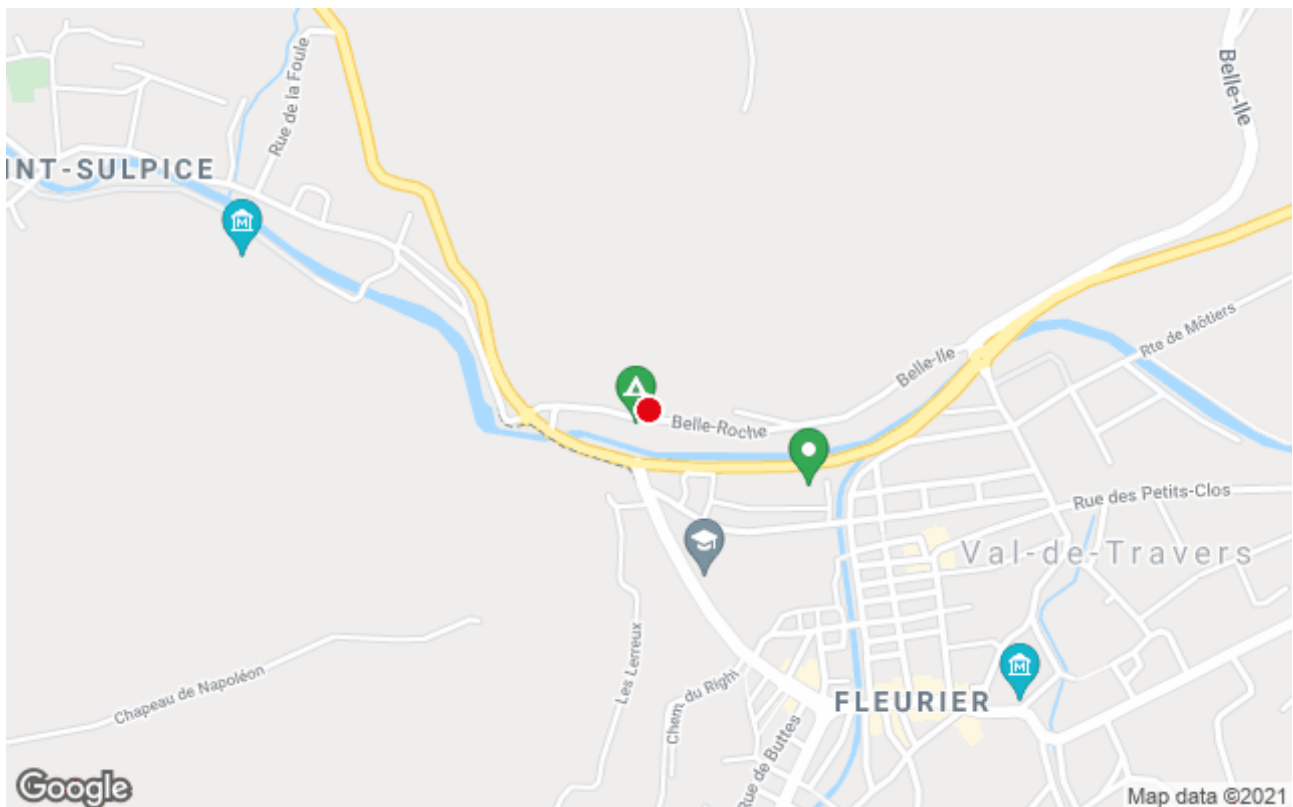 Belle-Ile
Rue de la Foule
INT-SULPICE
Rte de Môtiers
Belle-Ile
Belle-Roche
Rue des Petits-Clos
Val-de-Travers
Les Lerreux
Chapeau de Napoléon
Chem. du Righi
FLEURIER
Rue de Buttes
Google
Map data ©2021